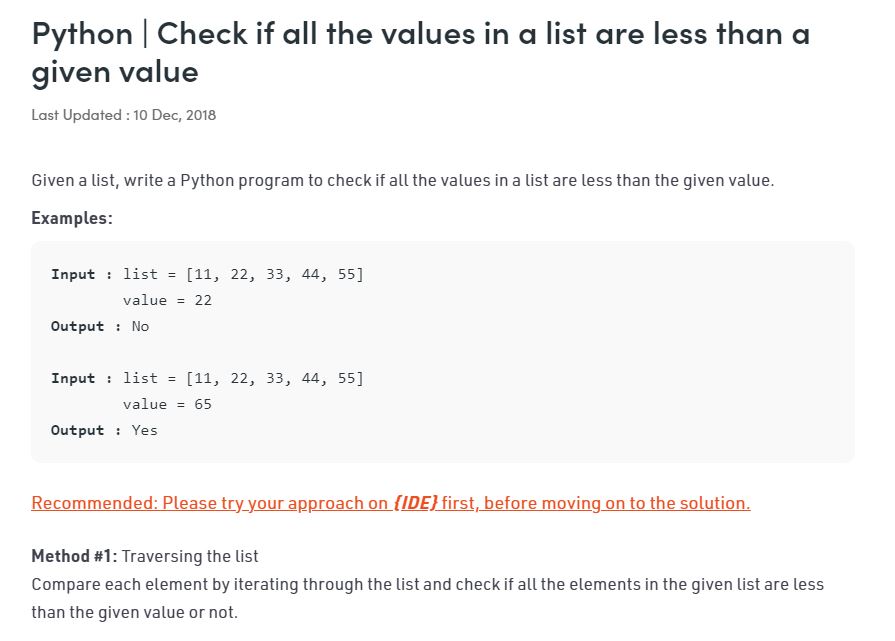 Python | Check if all the values in a list are less than a
given value
Last Updated : 10 Dec, 2018
Given a list, write a Python program to check if all the values in a list are less than the given value.
Examples:
Input : list = [11, 22, 33, 44, 55]
value = 22
Output : No
Input : list = [11, 22, 33, 44, 55]
value = 65
Output : Yes
Recommended: Please try your approach on {IDE} first, before moving on to the solution.
Method #1: Traversing the list
Compare each element by iterating through the list and check if all the elements in the given list are less
than the given value or not.